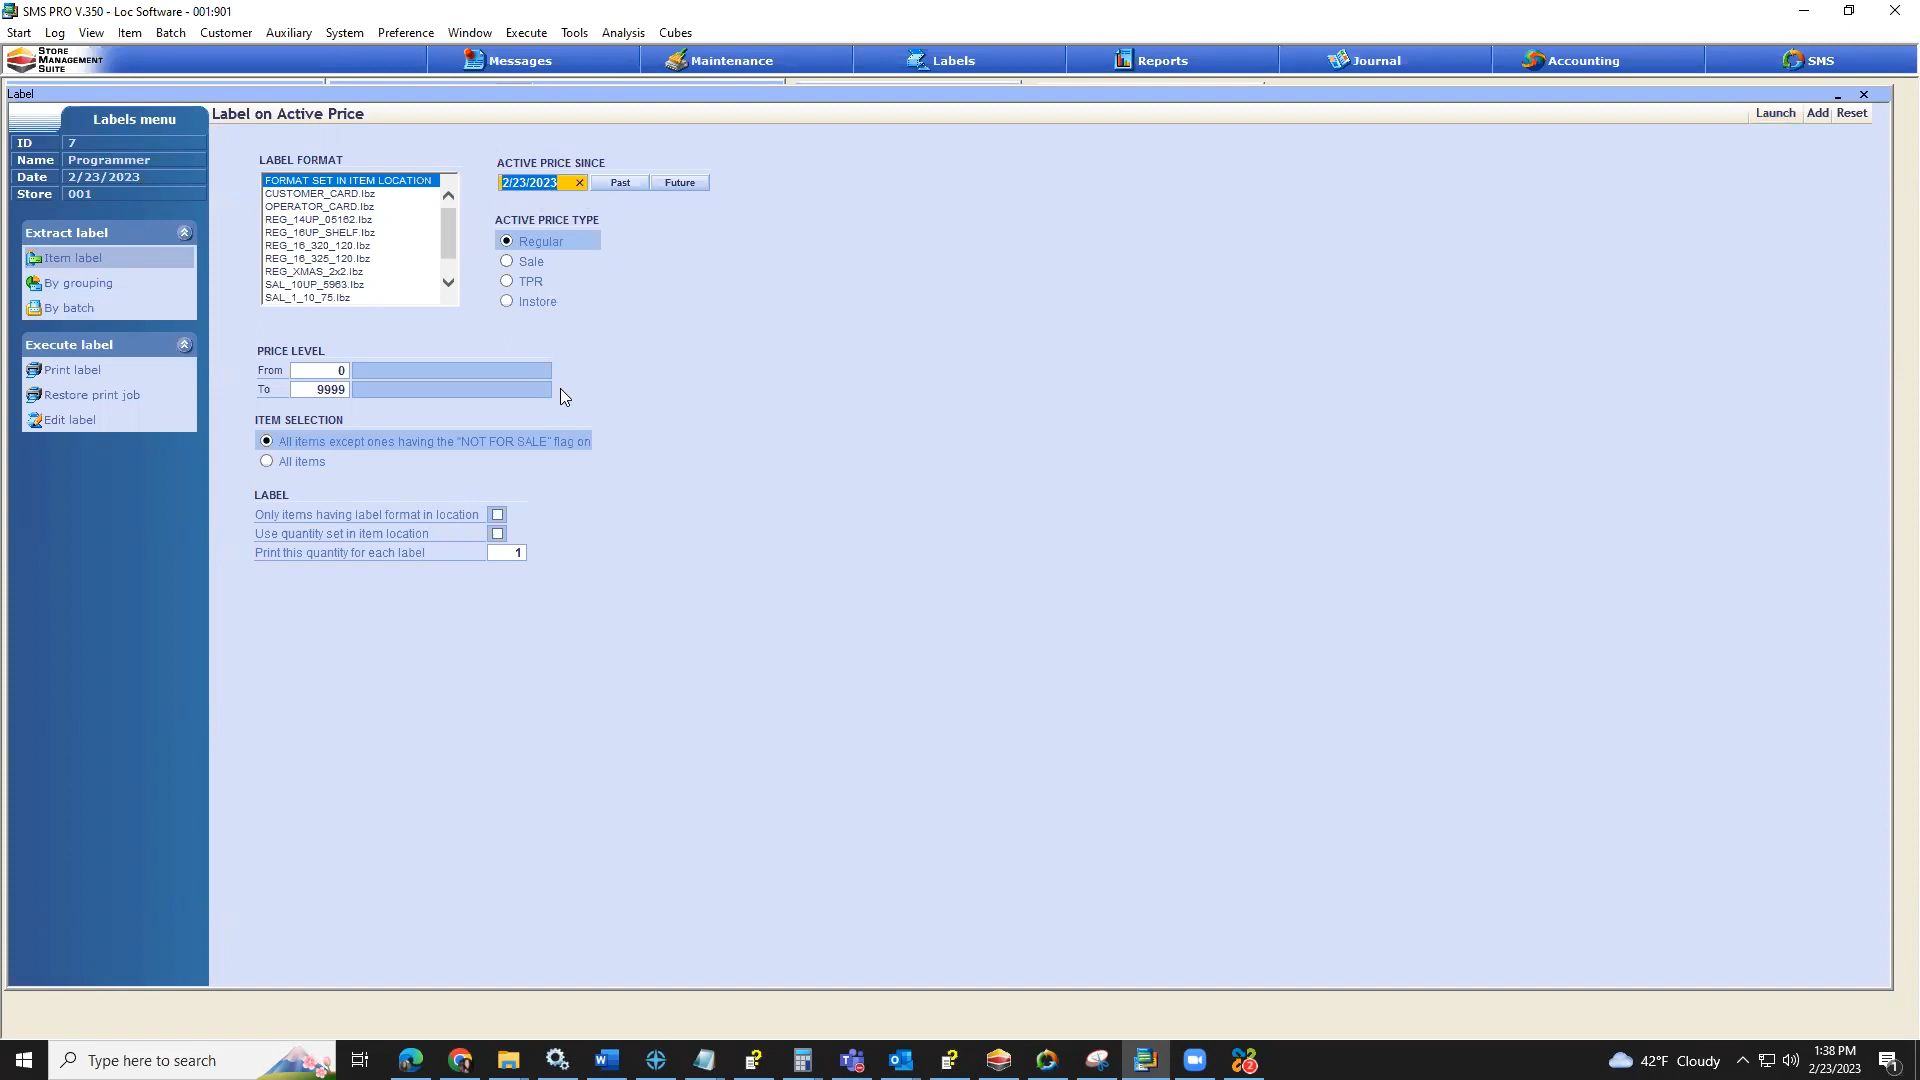 SMS PRO V.350 - Loc Software - 001:901
Start Log View Item Batch Customer Auxiliary System Preference Window Execute Tools Analysis Cubes
STORE MANAGEMENT SUITE
Messages Maintenance Labels Reports Journal Accounting SMS
Label
Labels menu
Label on Active Price
Launch Add Reset
ID 7
Name Programmer
Date 2/23/2023
Store 001
Extract label
Item label
By grouping
By batch
Execute label
Print label
Restore print job
Edit label
LABEL FORMAT
FORMAT SET IN ITEM LOCATION
CUSTOMER_CARD.lbz
OPERATOR_CARD.lbz
REG_14UP_05162.lbz
REG_16UP_SHELF.lbz
REG_16_320_120.lbz
REG_16_325_120.lbz
REG_XMAS_2x2.lbz
SAL_10UP_5963.lbz
SAL_1_10_75.lbz
ACTIVE PRICE SINCE
2/23/2023 Past Future
ACTIVE PRICE TYPE
Regular
Sale
TPR
Instore
PRICE LEVEL
From 0
To 9999
ITEM SELECTION
All items except ones having the "NOT FOR SALE" flag on
All items
LABEL
Only items having label format in location
Use quantity set in item location
Print this quantity for each label 1
Type here to search
42°F Cloudy
1:38 PM
2/23/2023
2
1